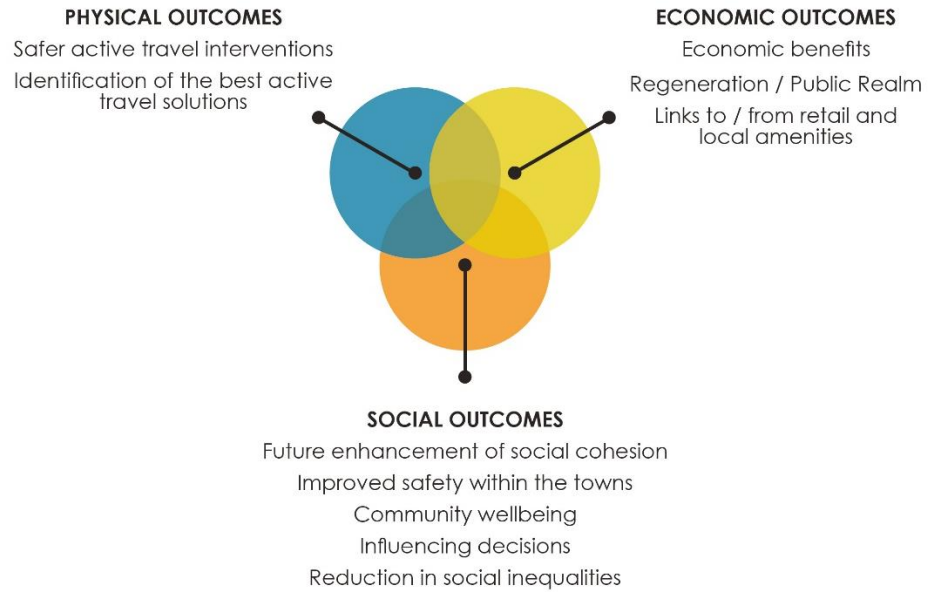 PHYSICAL OUTCOMES
Safer active travel interventions
Identification of the best active
travel solutions
ECONOMIC OUTCOMES
Economic benefits
Regeneration / Public Realm
Links to / from retail and
local amenities
SOCIAL OUTCOMES
Future enhancement of social cohesion
Improved safety within the towns
Community wellbeing
Influencing decisions
Reduction in social inequalities